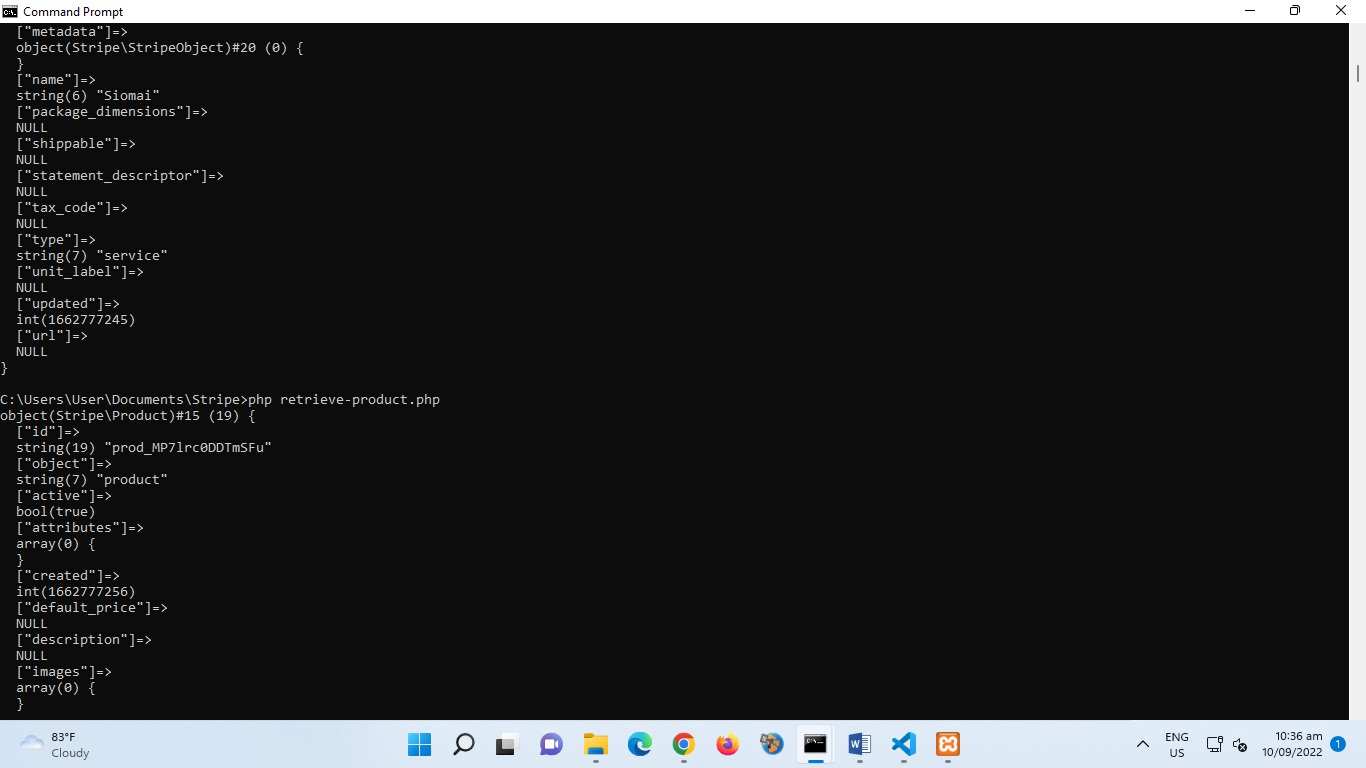 Command Prompt
["metadata"]=>
object(Stripe\StripeObject)#20 (0) {
}
["name"]=>
string(6) "Siomai"
["package_dimensions"]=>
NULL
["shippable"]=>
NULL
["statement_descriptor"]=>
NULL
["tax_code"]=>
NULL
["type"]=>
string(7) "service"
["unit_label"]=>
NULL
["updated"]=>
int(1662777245)
["url"]=>
NULL
}
C:\Users\User\Documents\Stripe>php retrieve-product.php
object(Stripe\Product)#15 (19) {
["id"]=>
string(19) "prod_MP7lrc0DDTmSFu"
["object"]=>
string(7) "product"
["active"]=>
bool(true)
["attributes"]=>
array(0) {
}
["created"]=>
int(1662777256)
["default_price"]=>
NULL
["description"]=>
NULL
["images"]=>
array(0) {
}
83°F
Cloudy
ENG
US
10:36 am
10/09/2022
1